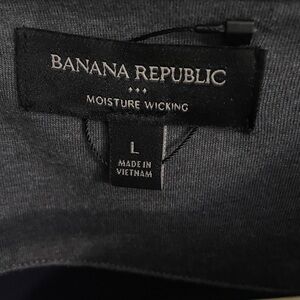 BANANA REPUBLIC
MOISTURE WICKING
L
MADE IN
VIETNAM